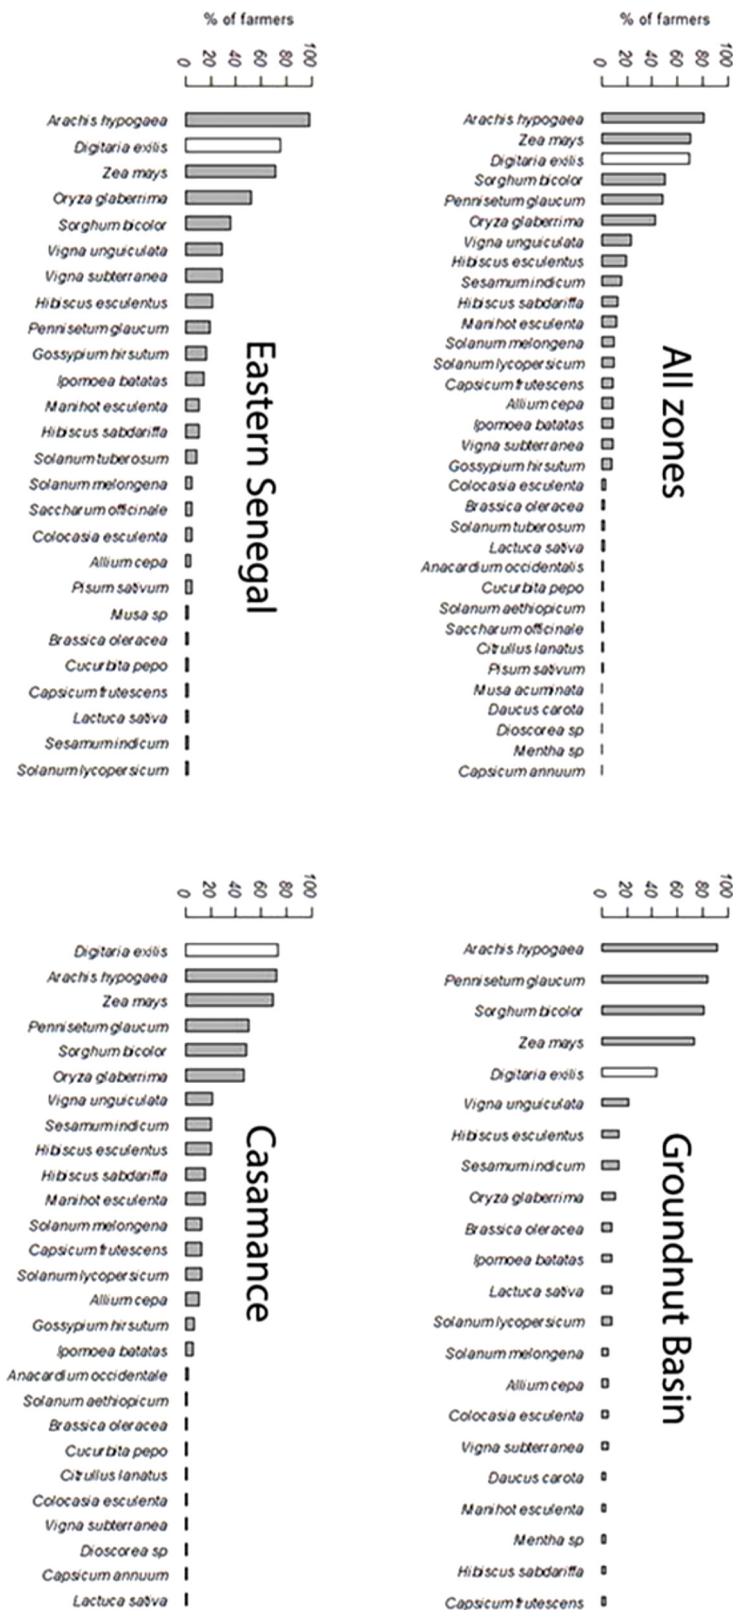 % of farmers
0 20 40 60 80 100
Arachis hypogaea
Digitaria exilis
Zea mays
Oryza glaberrima
Sorghum bicolor
Vigna unguiculata
Vigna subterranea
Hibiscus esculentus
Pennisetum glaucum
Gossypium hirsutum
Ipomoea batatas
Manihot esculenta
Hibiscus sabdariffa
Solanum tuberosum
Solanum melongena
Saccharum officinale
Colocasia esculenta
Allium cepa
Pisum sativum
Musa sp
Brassica oleracea
Cucurbita pepo
Capsicum frutescens
Lactuca sativa
Sesamum indicum
Solanum lycopersicum
Eastern Senegal
% of farmers
0 20 40 60 80 100
Arachis hypogaea
Zea mays
Digitaria exilis
Sorghum bicolor
Pennisetum glaucum
Oryza glaberrima
Vigna unguiculata
Hibiscus esculentus
Sesamum indicum
Hibiscus sabdariffa
Manihot esculenta
Solanum melongena
Solanum lycopersicum
Capsicum frutescens
Allium cepa
Ipomoea batatas
Vigna subterranea
Gossypium hirsutum
Colocasia esculenta
Brassica oleracea
Solanum tuberosum
Lactuca sativa
Anacardium occidentalis
Cucurbita pepo
Solanum aethiopicum
Saccharum officinale
Citrullus lanatus
Pisum sativum
Musa acuminata
Daucus carota
Dioscorea sp
Mentha sp
Capsicum annuum
All zones
0 20 40 60 80 100
Digitaria exilis
Arachis hypogaea
Zea mays
Pennisetum glaucum
Sorghum bicolor
Oryza glaberrima
Vigna unguiculata
Sesamum indicum
Hibiscus esculentus
Hibiscus sabdariffa
Manihot esculenta
Solanum melongena
Capsicum frutescens
Solanum lycopersicum
Allium cepa
Gossypium hirsutum
Ipomoea batatas
Anacardium occidentale
Solanum aethiopicum
Brassica oleracea
Cucurbita pepo
Citrullus lanatus
Colocasia esculenta
Vigna subterranea
Dioscorea sp
Capsicum annuum
Lactuca sativa
Casamance
0 20 40 60 80 100
Arachis hypogaea
Pennisetum glaucum
Sorghum bicolor
Zea mays
Digitaria exilis
Vigna unguiculata
Hibiscus esculentus
Sesamum indicum
Oryza glaberrima
Brassica oleracea
Ipomoea batatas
Lactuca sativa
Solanum lycopersicum
Solanum melongena
Allium cepa
Colocasia esculenta
Vigna subterranea
Daucus carota
Manihot esculenta
Mentha sp
Hibiscus sabdariffa
Capsicum frutescens
Groundnut Basin